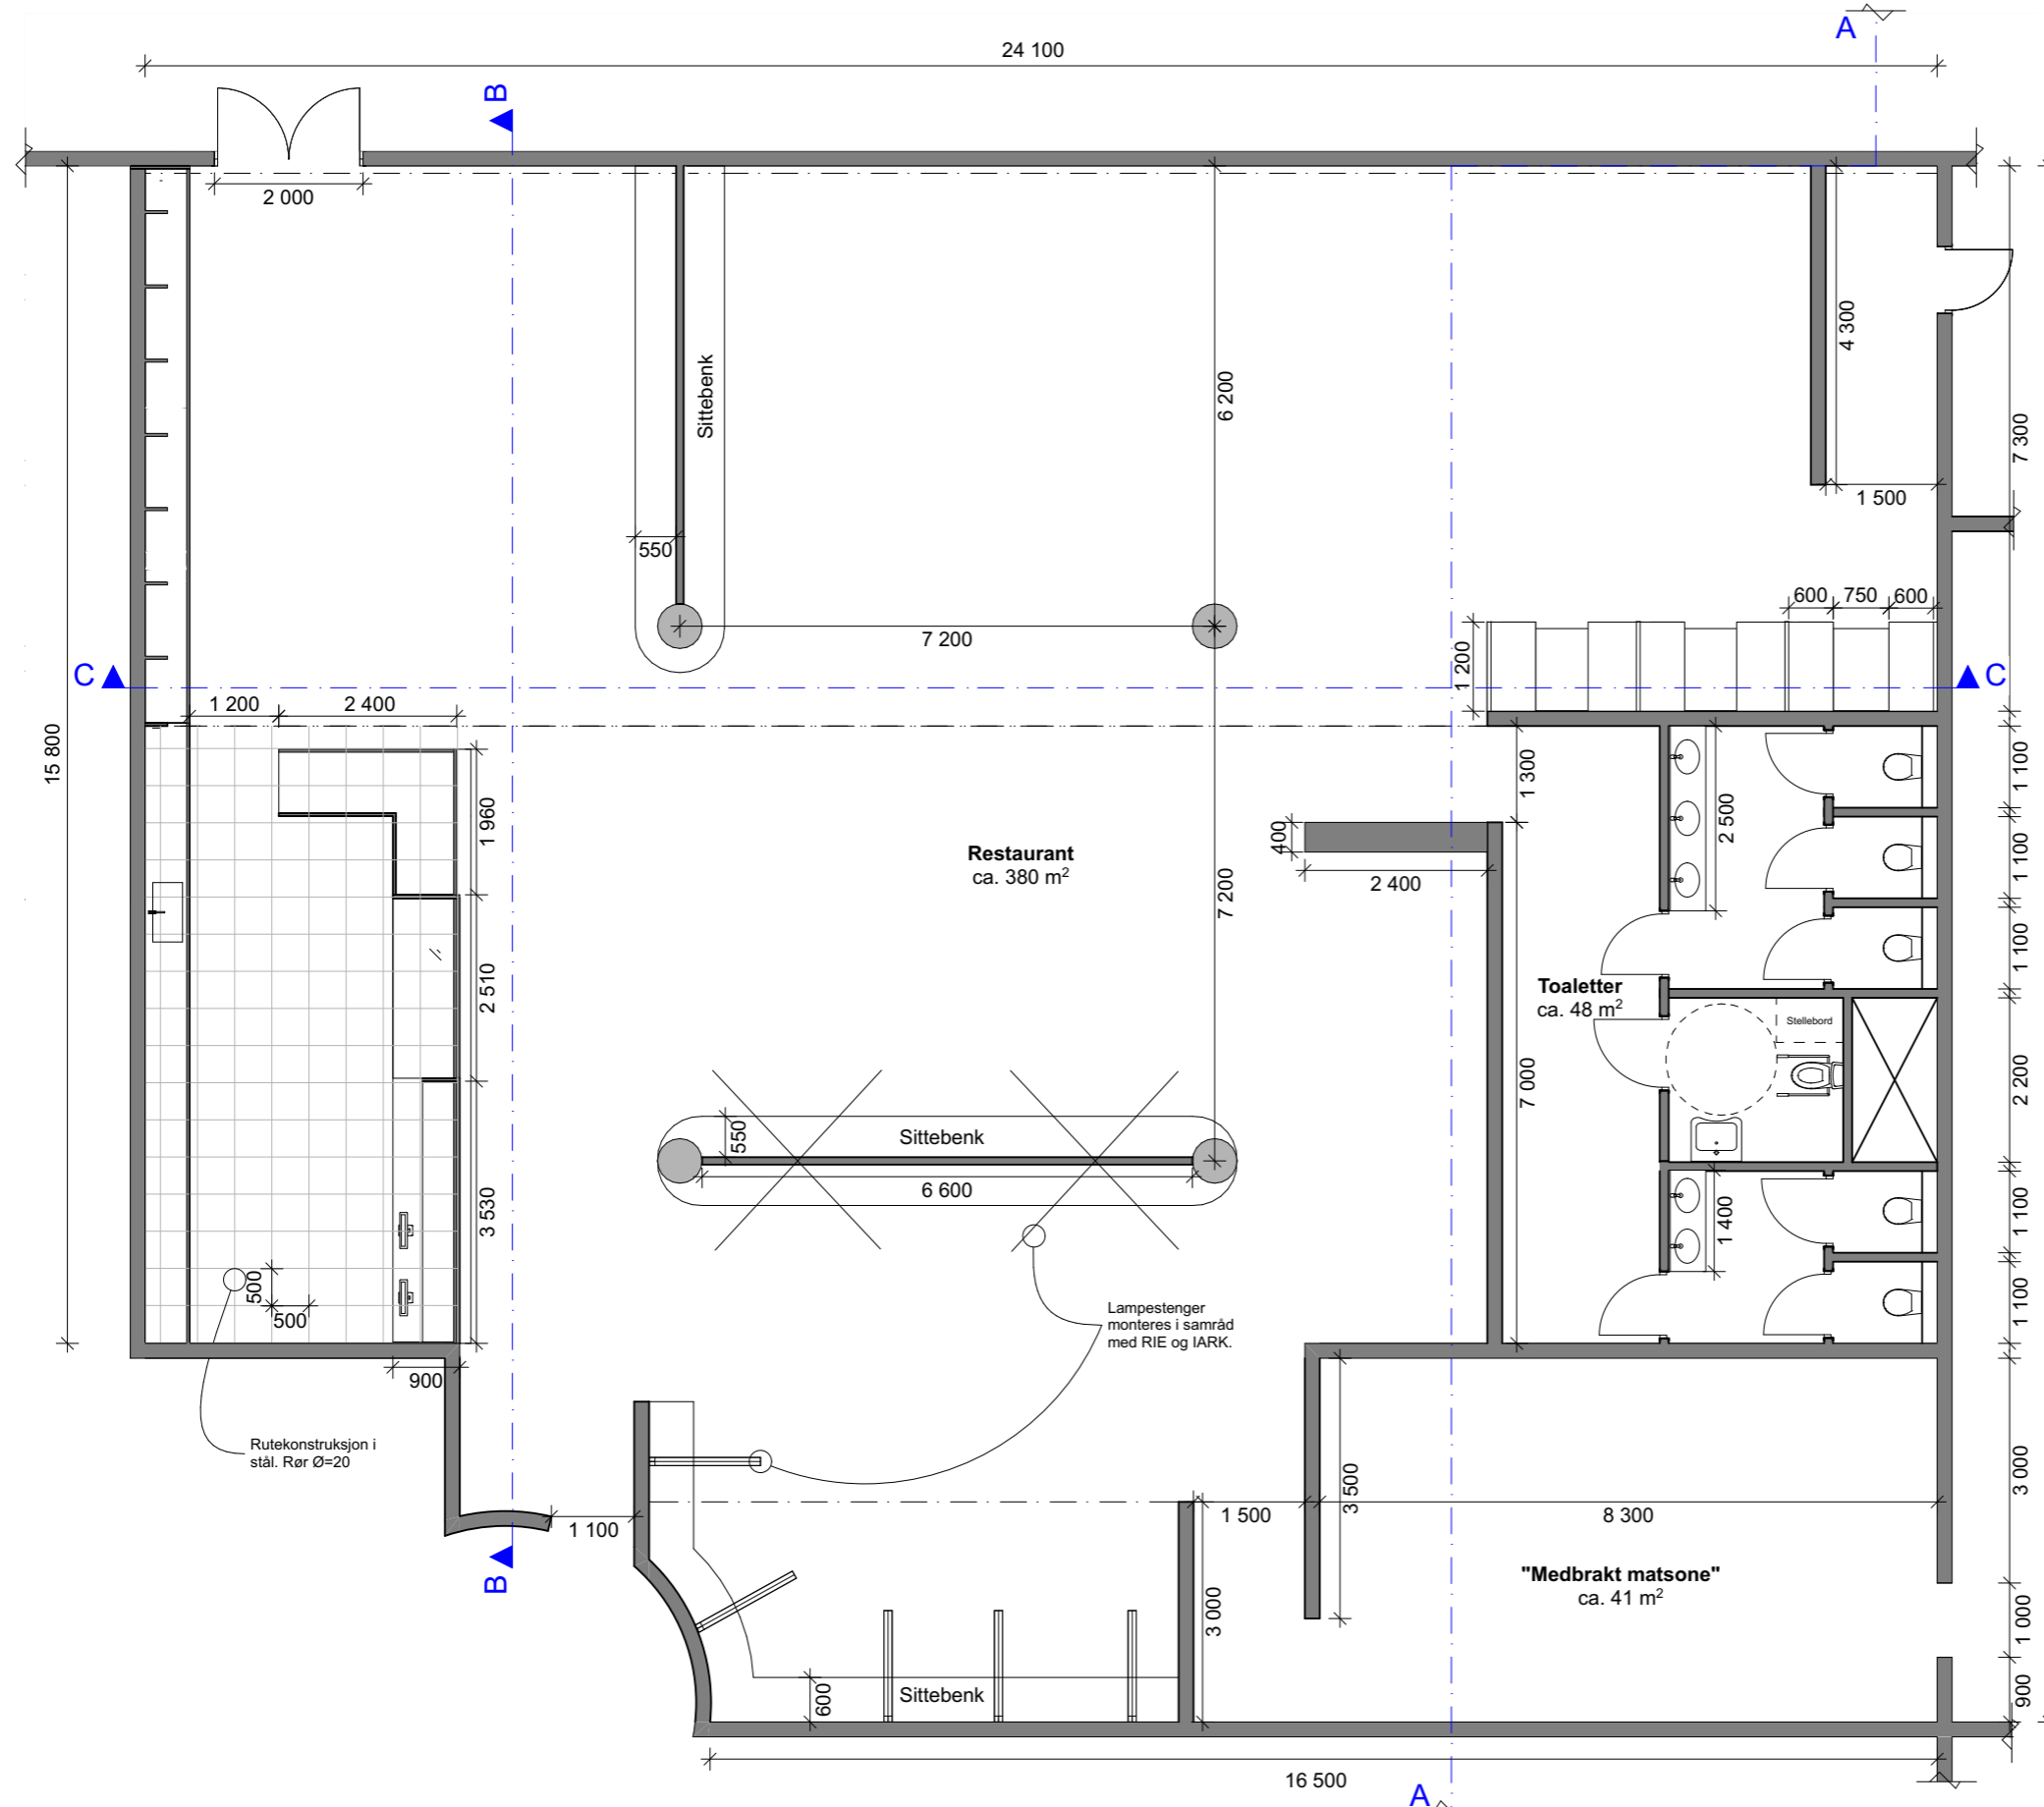 A
24 100
B
2 000
4 300
Sittebenk
6 200
7 300
1 500
550
600 750 600
7 200
1 200
C
C
1 200
2 400
15 800
1 300
1 100
1 960
2 500
400
Restaurant
ca. 380 m²
1 100
2 400
7 200
1 100
2 510
Toaletter
ca. 48 m²
Stellebord
2 200
7 000
550
Sittebenk
6 600
3 530
1 400
1 100
500
500
1 100
Lampestenger
monteres i samråd
med RIE og IARK.
900
Rutekonstruksjon i
stål. Rør Ø=20
3 000
3 500
1 500
8 300
1 100
B
"Medbrakt matsone"
ca. 41 m²
3 000
1 000
600
Sittebenk
900
16 500
A